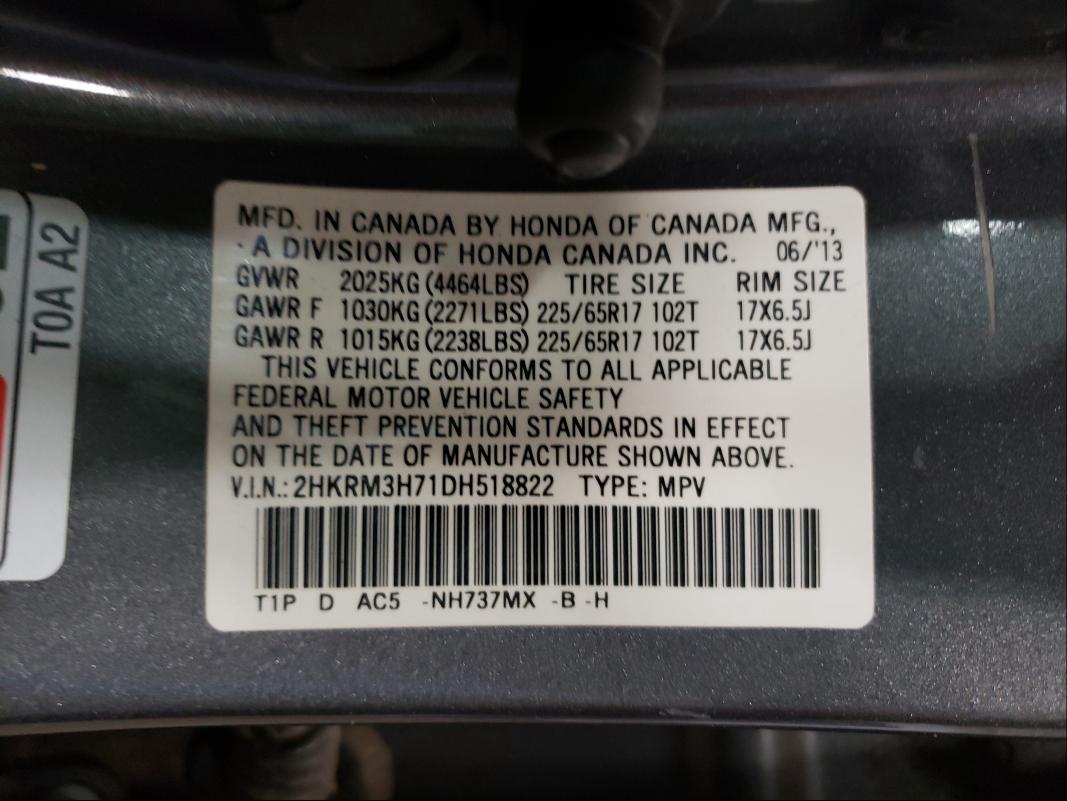 MFD. IN CANADA BY HONDA OF CANADA MFG.,
A DIVISION OF HONDA CANADA INC. 06/'13
GVWR 2025KG (4464LBS) TIRE SIZE RIM SIZE
GAWR F 1030KG (2271LBS) 225/65R17 102T 17X6.5J
GAWR R 1015KG (2238LBS) 225/65R17 102T 17X6.5J
THIS VEHICLE CONFORMS TO ALL APPLICABLE
FEDERAL MOTOR VEHICLE SAFETY
AND THEFT PREVENTION STANDARDS IN EFFECT
ON THE DATE OF MANUFACTURE SHOWN ABOVE.
V.I.N.: 2HKRM3H71DH518822 TYPE: MPV
T1P D AC5 -NH737MX -B -H
T0A A2